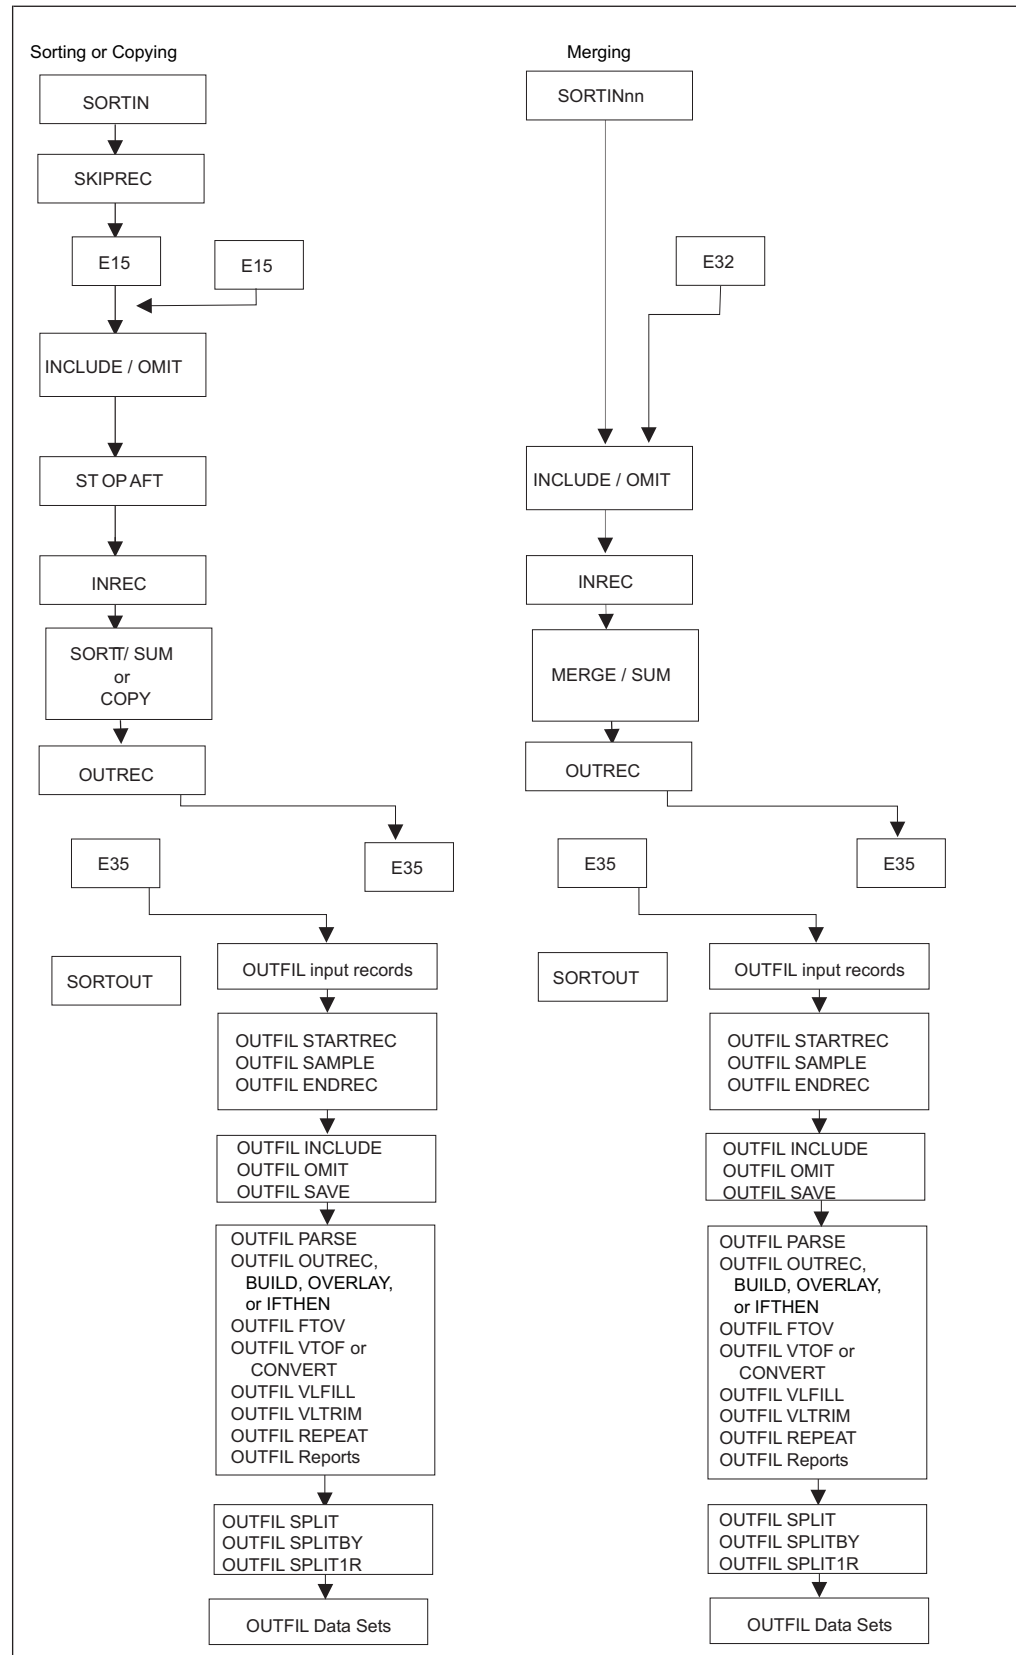 Sorting or Copying
SORTIN
SKIPREC
E15
E15
INCLUDE / OMIT
ST OP AFT
INREC
SORTT/ SUM
or
COPY
OUTREC
E35
E35
SORTOUT
OUTFIL input records
OUTFIL STARTREC
OUTFIL SAMPLE
OUTFIL ENDREC
OUTFIL INCLUDE
OUTFIL OMIT
OUTFIL SAVE
OUTFIL PARSE
OUTFIL OUTREC,
BUILD, OVERLAY,
or IFTHEN
OUTFIL FTOV
OUTFIL VTOF or
CONVERT
OUTFIL VLFILL
OUTFIL VLTRIM
OUTFIL REPEAT
OUTFIL Reports
OUTFIL SPLIT
OUTFIL SPLITBY
OUTFIL SPLIT1R
OUTFIL Data Sets
Merging
SORTINnn
E32
INCLUDE / OMIT
INREC
MERGE / SUM
OUTREC
E35
E35
SORTOUT
OUTFIL input records
OUTFIL STARTREC
OUTFIL SAMPLE
OUTFIL ENDREC
OUTFIL INCLUDE
OUTFIL OMIT
OUTFIL SAVE
OUTFIL PARSE
OUTFIL OUTREC,
BUILD, OVERLAY,
or IFTHEN
OUTFIL FTOV
OUTFIL VTOF or
CONVERT
OUTFIL VLFILL
OUTFIL VLTRIM
OUTFIL REPEAT
OUTFIL Reports
OUTFIL SPLIT
OUTFIL SPLITBY
OUTFIL SPLIT1R
OUTFIL Data Sets